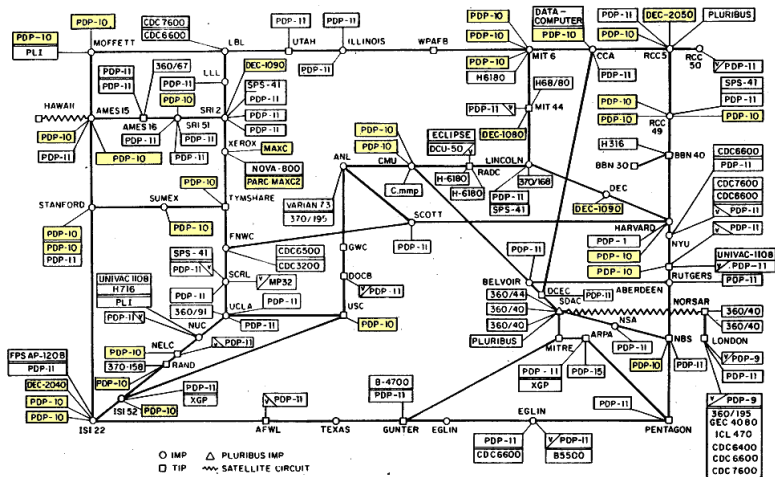 PDP-10
PLI
PDP-10
MOFFETT
CDC7600
CDC6600
LBL
PDP-11
UTAH
PDP-11
ILLINOIS
PDP-11
WPAFB
PDP-10
PDP-10
PDP-10
MIT 6
H6180
DATA-
COMPUTER
PDP-10
CCA
PDP-11
PDP-11
PDP-10
DEC-2050
RCC5
PLURIBUS
RCC
50
PDP-11
LLL
PDP-11
DEC-1090
SPS-41
PDP-11
PDP-11
PDP-11
SRI 2
PDP-11
PDP-11
360/67
PDP-10
HAWAII
AMES15
AMES16
SRI 51
PDP-11
PDP-11
PDP-10
PDP-11
PDP-10
H68/80
PDP-11
MIT 44
DEC-1080
SPS-41
PDP-11
PDP-10
PDP-10
PDP-10
RCC
49
XEROX
MAXC
NOVA-800
PARC-MAXC2
ANL
PDP-10
PDP-10
CMU
C.mmp
ECLIPSE
DCU-50
PDP-11
RADC
H-6180
H-6180
LINCOLN
370/168
PDP-11
SPS-41
DEC
DEC-1090
H316
BBN 30
BBN 40
CDC6600
PDP-11
CDC7600
CDC6600
PDP-11
PDP-11
STANFORD
PDP-10
PDP-10
PDP-11
SUMEX
PDP-10
PDP-10
TYMSHARE
VARIAN 73
370/195
SCOTT
PDP-11
HARVARD
PDP-1
PDP-10
PDP-10
NYU
FNWC
CDC6500
CDC3200
SPS-41
PDP-11
SCRL
MP32
PDP-11
360/91
UCLA
PDP-11
GWC
DOCB
PDP-11
USC
PDP-10
UNIVAC 1108
H716
PLI
PDP-11
NUC
PDP-11
BELVOIR
360/44
360/40
360/40
PLURIBUS
DCEC
PDP-11
SDAC
ABERDEEN
UNIVAC-1108
PDP-11
RUTGERS
PDP-11
NORSAR
360/40
360/40
LONDON
PDP-9
PDP-11
PDP-11
PDP-9
360/195
GEC 4080
ICL 470
CDC6400
CDC6600
CDC7600
NSA
PDP-11
NBS
PDP-10
PDP-11
MITRE
ARPA
PDP-11
XGP
PDP-15
NELC
PDP-10
PDP-11
RAND
370-158
PDP-10
PDP-11
XGP
ISI 52
PDP-10
FPS AP-120B
PDP-11
DEC-2040
PDP-10
PDP-10
ISI 22
PDP-11
AFWL
TEXAS
B-4700
PDP-11
GUNTER
EGLIN
EGLIN
PDP-11
CDC6600
PDP-11
B5500
PDP-11
PENTAGON
IMP
PLURIBUS IMP
TIP
SATELLITE CIRCUIT